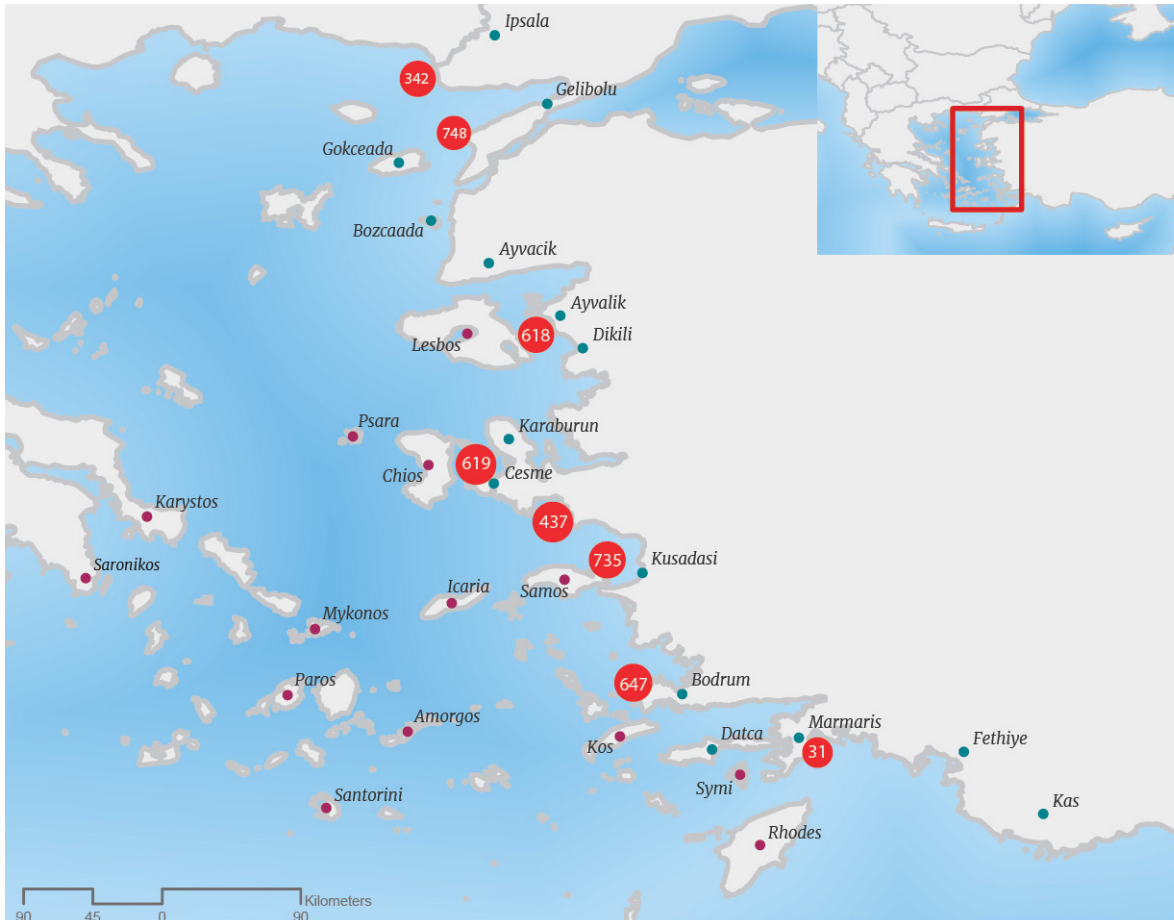 Ipsala
342
Gelibolu
748
Gokceada
Bozcaada
Ayvacik
Ayvalik
618
Lesbos
Dikili
Psara
Karaburun
619
Chios
Cesme
Karystos
437
735
Saronikos
Kusadasi
Samos
Icaria
Mykonos
647
Paros
Bodrum
Amorgos
Marmaris
Kos
Datca
31
Fethiye
Symi
Santorini
Kas
Rhodes
Kilometers
90 45 0 90